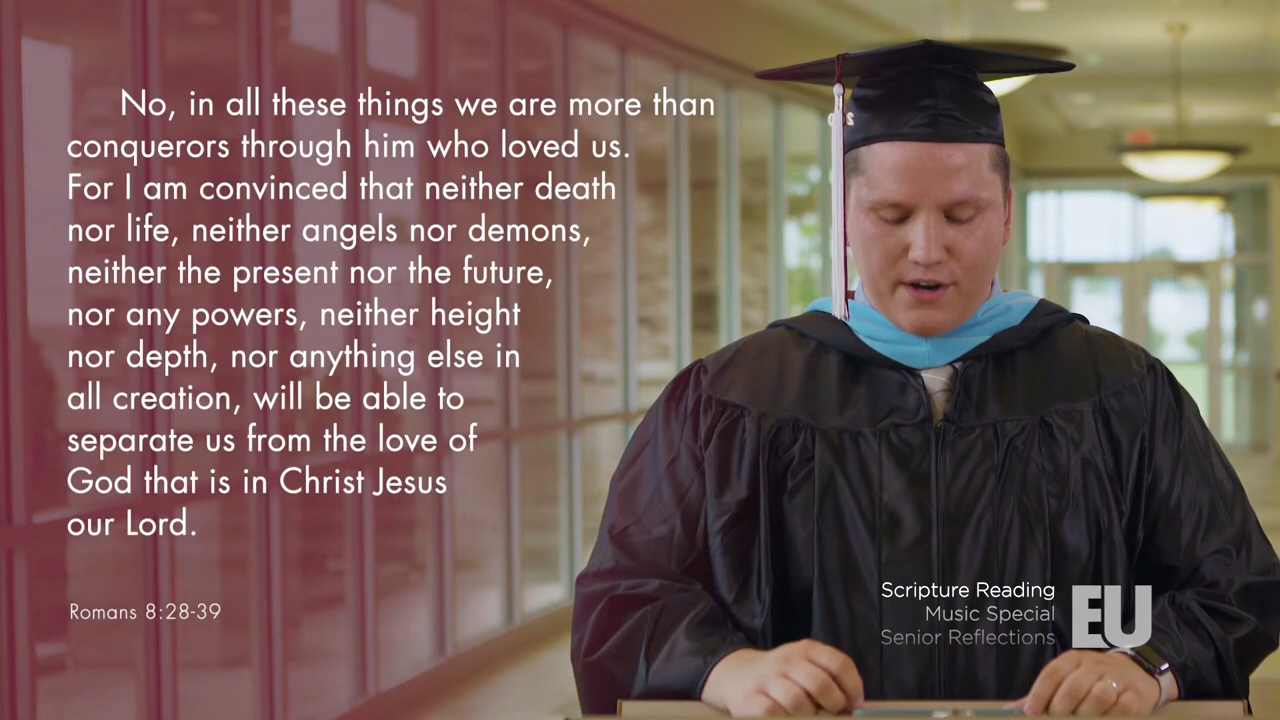 No, in all these things we are more than
conquerors through him who loved us.
For I am convinced that neither death
nor life, neither angels nor demons,
neither the present nor the future,
nor any powers, neither height
nor depth, nor anything else in
all creation, will be able to
separate us from the love of
God that is in Christ Jesus
our Lord.
Romans 8:28-39
Scripture Reading
Music Special
Senior Reflections
EU